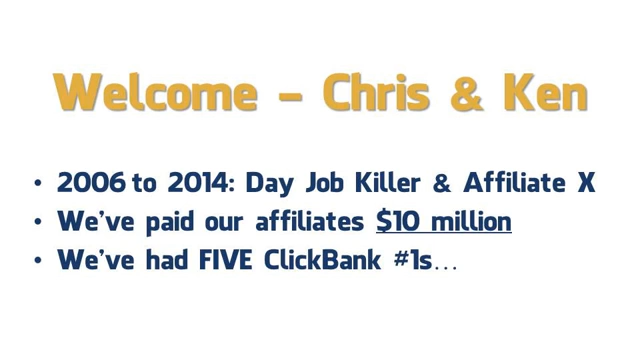 Welcome – Chris & Ken
• 2006 to 2014: Day Job Killer & Affiliate X
• We've paid our affiliates $10 million
• We've had FIVE ClickBank #1s...